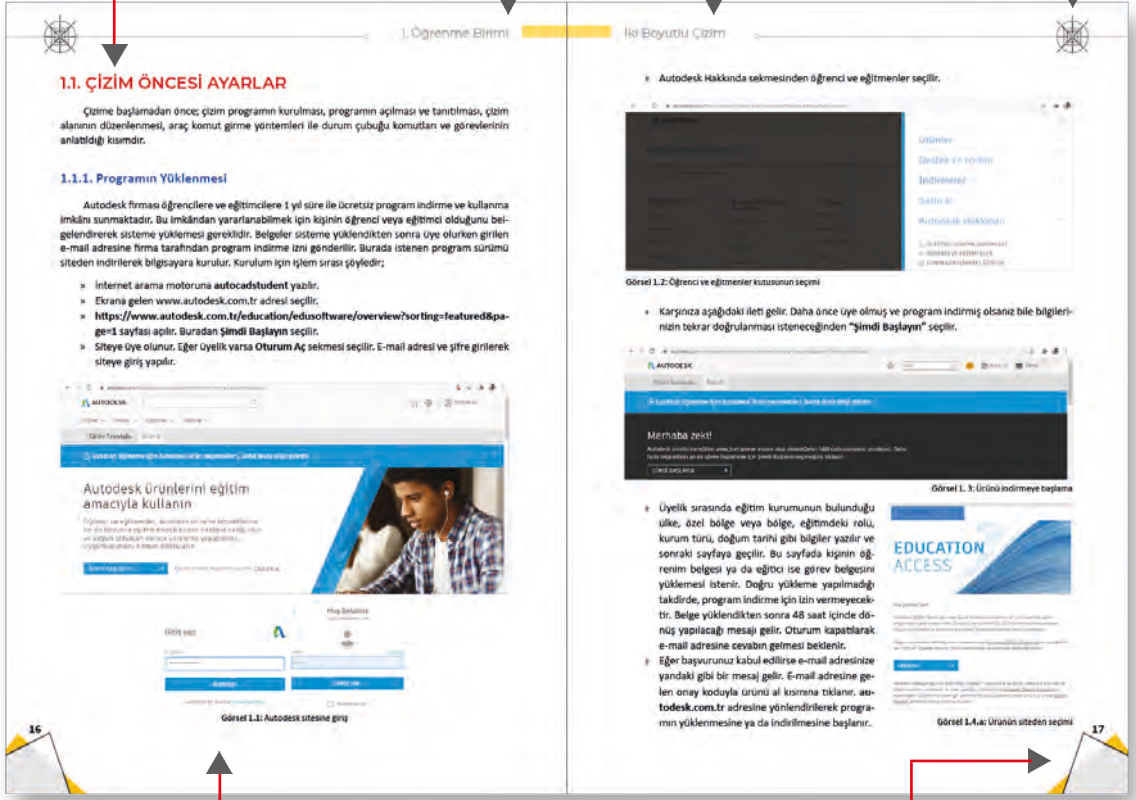 1. Öğrenme Birimi
1.1. ÇİZİM ÖNCESİ AYARLAR
Çizime başlamadan önce; çizim programın kurulması, programın açılması ve tanıtılması, çizim
alanının düzenlenmesi, araç komut girme yöntemleri ile durum çubuğu komutları ve görevlerinin
anlatıldığı kısımdır.
1.1.1. Programın Yüklenmesi
Autodesk firması öğrencilere ve eğitimcilere 1 yıl süre ile ücretsiz program indirme ve kullanma
imkânı sunmaktadır. Bu imkândan yararlanabilmek için kişinin öğrenci veya eğitimci olduğunu bel-
gelendirerek sisteme yüklemesi gereklidir. Belgeler sisteme yüklendikten sonra üye olurken girilen
e-mail adresine firma tarafından program indirme izni gönderilir. Burada istenen program sürümü
siteden indirilerek bilgisayara kurulur. Kurulum için işlem sırası şöyledir;
» İnternet arama motoruna autocadstudent yazılır.
» Ekrana gelen www.autodesk.com.tr adresi seçilir.
» https://www.autodesk.com.tr/education/edusoftware/overview?sorting=featured&pa-
ge=1 sayfası açılır. Buradan Şimdi Başlayın seçilir.
» Siteye üye olunur. Eğer üyelik varsa Oturum Aç sekmesi seçilir. E-mail adresi ve şifre girilerek
siteye giriş yapılır.
AUTODESK
Autodesk ürünlerini eğitim
amacıyla kullanın
Giriş yap
Hoş Geldiniz
Görsel 1.1: Autodesk sitesine giriş
16
İki Boyutlu Çizim
» Autodesk Hakkında sekmesinden öğrenci ve eğitmenler seçilir.
Ürünler
Destek ve öğrenim
İndirmeler
Satın al
Autodesk Hakkında
Görsel 1.2: Öğrenci ve eğitmenler kutusunun seçimi
» Karşınıza aşağıdaki ileti gelir. Daha önce üye olmuş ve program indirmiş olsanız bile bilgileri-
nizin tekrar doğrulanması isteneceğinden “Şimdi Başlayın” seçilir.
AUTODESK
Merhaba zeki!
ŞİMDİ BAŞLAYIN
Görsel 1. 3: Ürünü indirmeye başlama
» Üyelik sırasında eğitim kurumunun bulunduğu
ülke, özel bölge veya bölge, eğitimdeki rolü,
kurum türü, doğum tarihi gibi bilgiler yazılır ve
sonraki sayfaya geçilir. Bu sayfada kişinin öğ-
renim belgesi ya da eğitici ise görev belgesini
yüklemesi istenir. Doğru yükleme yapılmadığı
takdirde, program indirme için izin vermeyecek-
tir. Belge yüklendikten sonra 48 saat içinde dö-
nüş yapılacağı mesajı gelir. Oturum kapatılarak
e-mail adresine cevabın gelmesi beklenir.
» Eğer başvurunuz kabul edilirse e-mail adresinize
yandaki gibi bir mesaj gelir. E-mail adresine ge-
len onay koduyla ürünü al kısmına tıklanır. au-
todesk.com.tr adresine yönlendirilerek progra-
mın yüklenmesine ya da indirilmesine başlanır.
EDUCATION
ACCESS
Görsel 1.4.a: Ürünün siteden seçimi
17